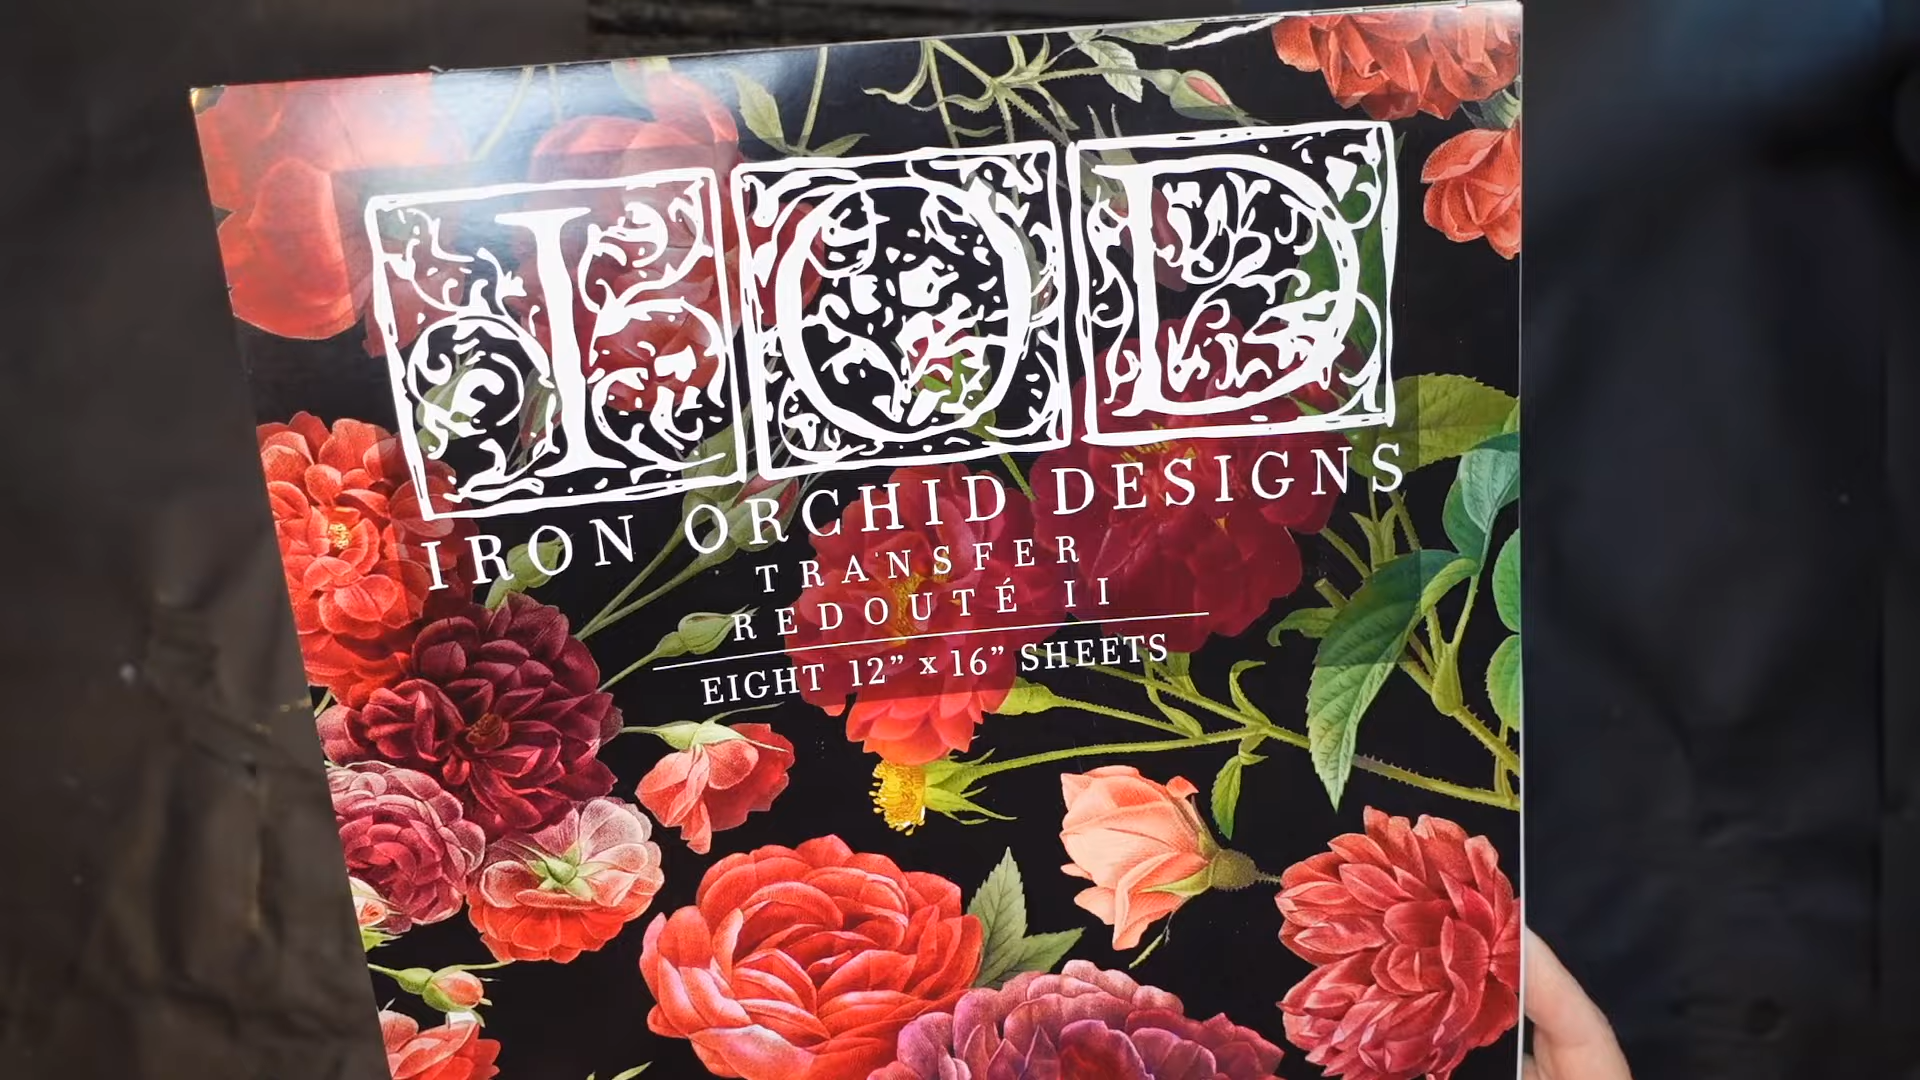 IOD
IRON ORCHID DESIGNS
TRANSFER
REDOUTÉ II
EIGHT 12” x 16” SHEETS